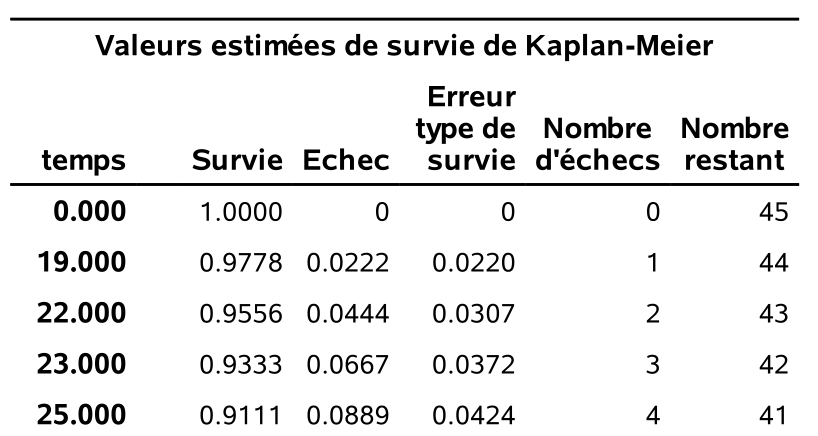 Valeurs estimées de survie de Kaplan-Meier
temps Survie Echec Erreur type de survie Nombre d'échecs Nombre restant
0.000 1.0000 0 0 0 45
19.000 0.9778 0.0222 0.0220 1 44
22.000 0.9556 0.0444 0.0307 2 43
23.000 0.9333 0.0667 0.0372 3 42
25.000 0.9111 0.0889 0.0424 4 41